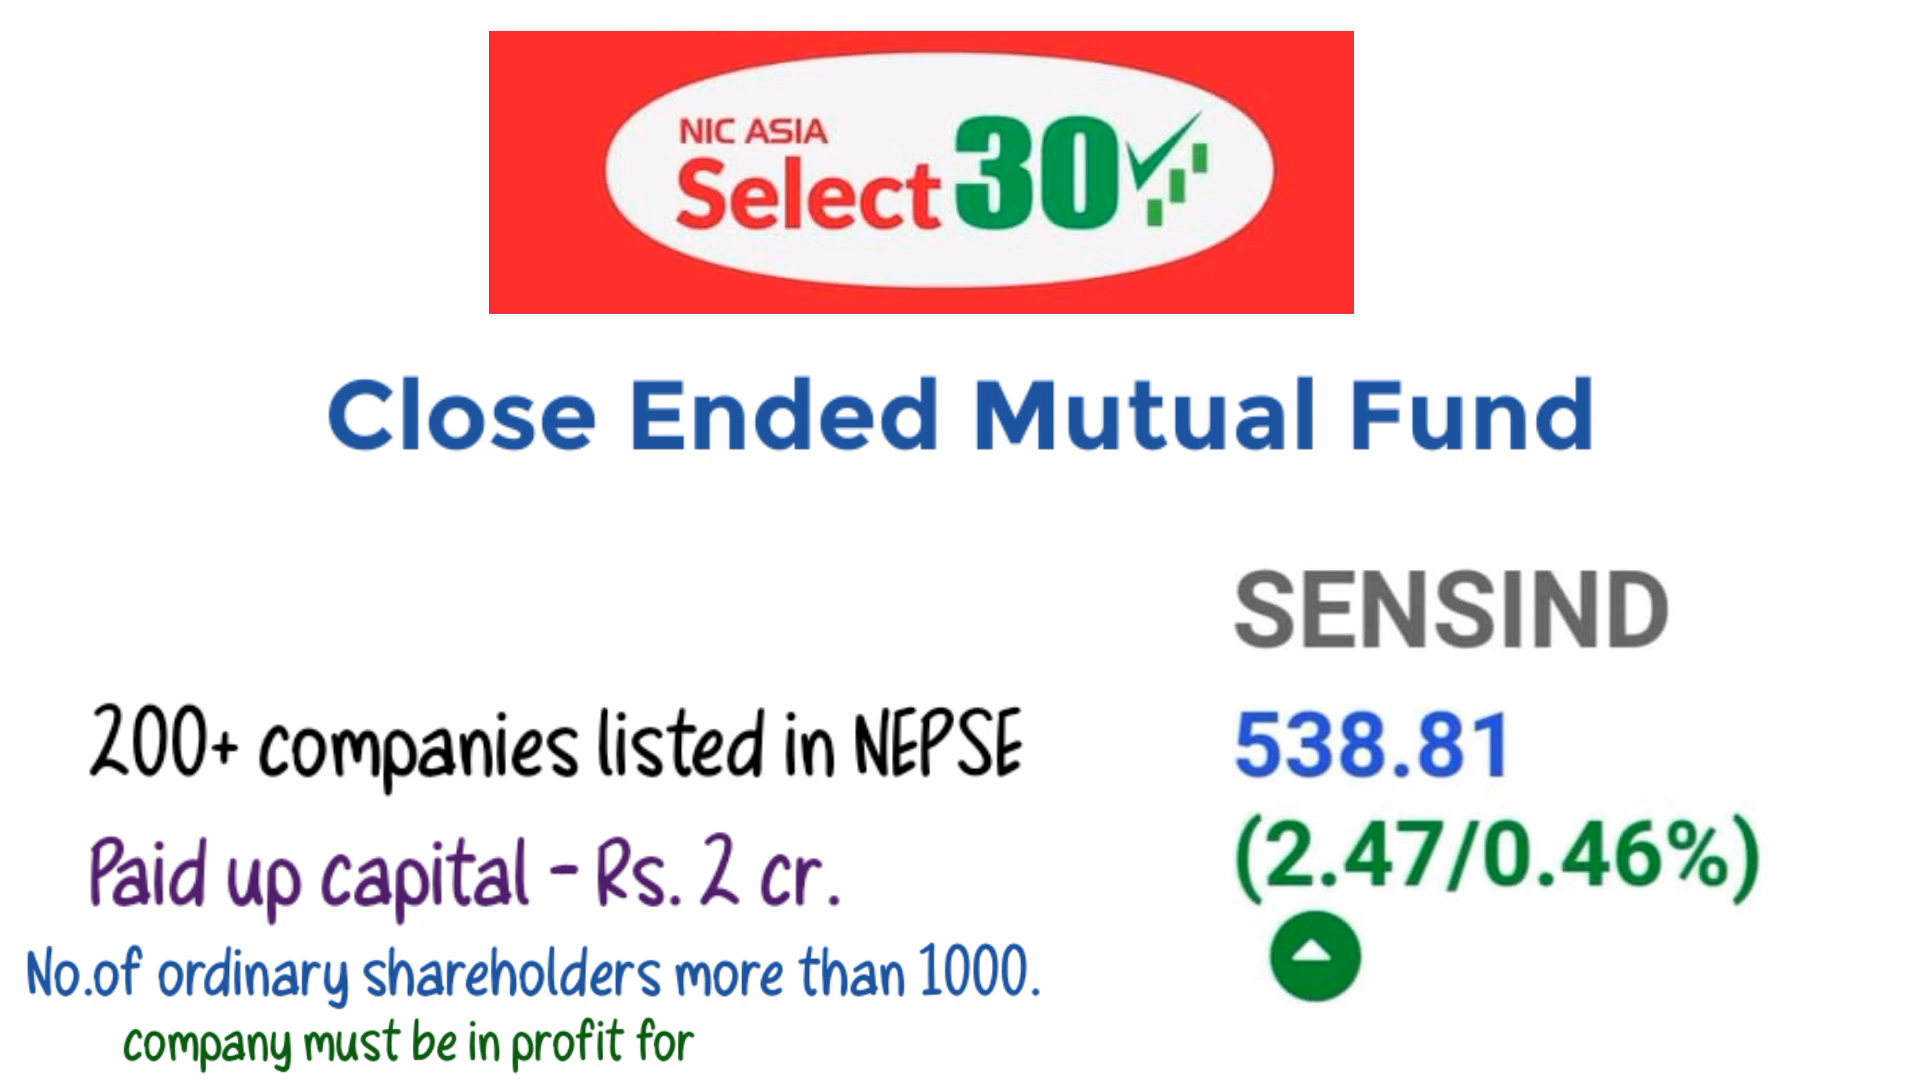 NIC ASIA
Select 30
Close Ended Mutual Fund
SENSIND
538.81
(2.47/0.46%)
200+ companies listed in NEPSE
Paid up capital - Rs. 2 cr.
No.of ordinary shareholders more than 1000.
company must be in profit for